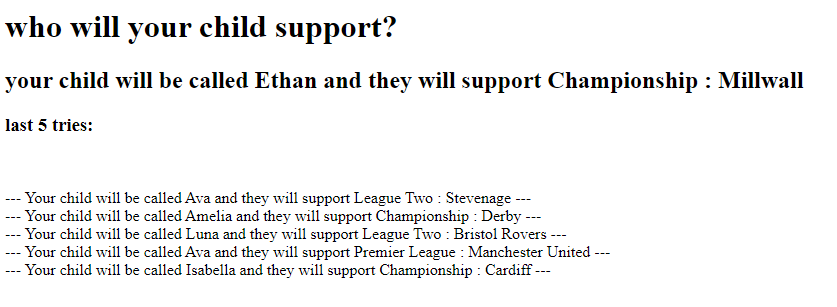 who will your child support?
your child will be called Ethan and they will support Championship : Millwall
last 5 tries:
--- Your child will be called Ava and they will support League Two : Stevenage ---
--- Your child will be called Amelia and they will support Championship : Derby ---
--- Your child will be called Luna and they will support League Two : Bristol Rovers ---
--- Your child will be called Ava and they will support Premier League : Manchester United ---
--- Your child will be called Isabella and they will support Championship : Cardiff ---